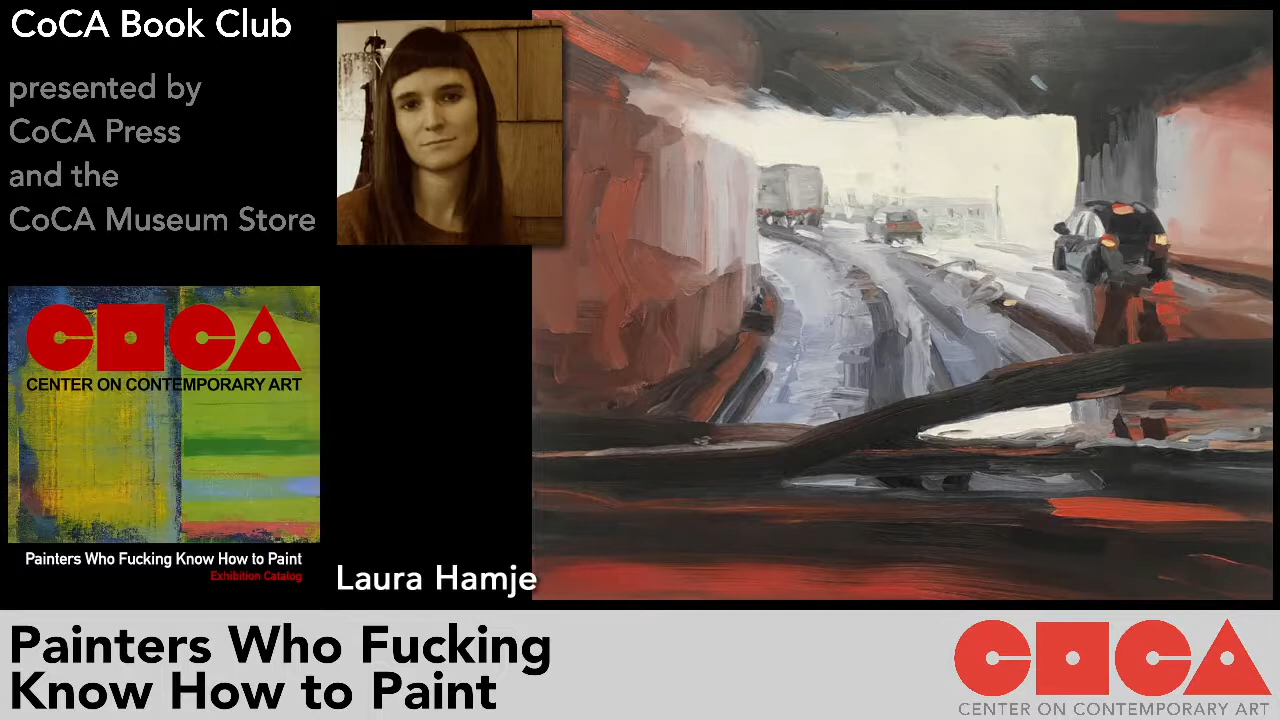 CoCA Book Club
presented by
CoCA Press
and the
CoCA Museum Store
COCA
CENTER ON CONTEMPORARY ART
Painters Who Fucking Know How to Paint
Exhibition Catalog
Laura Hamje
Painters Who Fucking
Know How to Paint
COCA
CENTER ON CONTEMPORARY ART